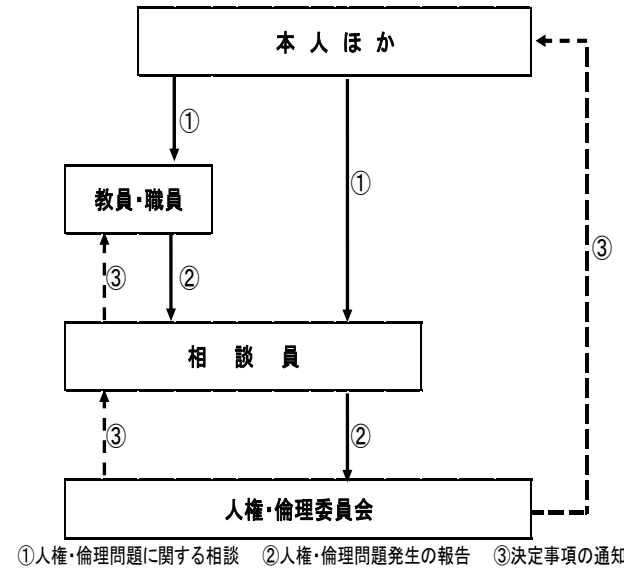 本人ほか
①
教員・職員
①
③
③
②
相談員
③
②
人権・倫理委員会
①人権・倫理問題に関する相談 ②人権・倫理問題発生の報告 ③決定事項の通知